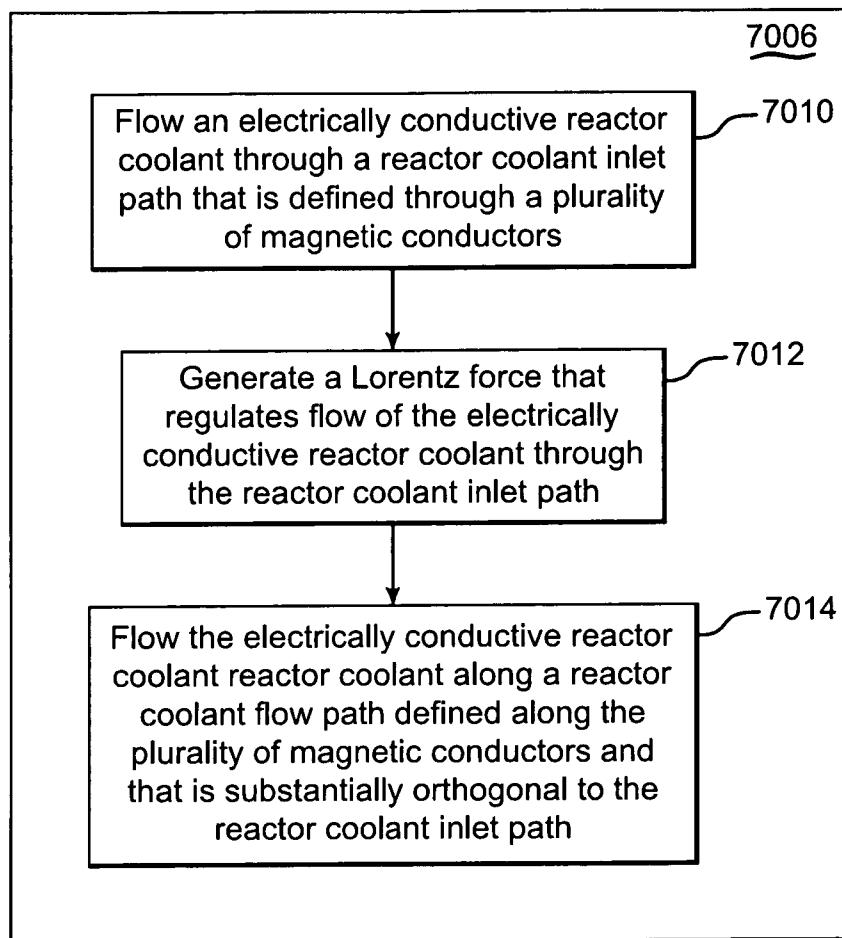 7006
Flow an electrically conductive reactor
coolant through a reactor coolant inlet
path that is defined through a plurality
of magnetic conductors
7010
Generate a Lorentz force that
regulates flow of the electrically
conductive reactor coolant through
the reactor coolant inlet path
7012
Flow the electrically conductive reactor
coolant reactor coolant along a reactor
coolant flow path defined along the
plurality of magnetic conductors and
that is substantially orthogonal to the
reactor coolant inlet path
7014